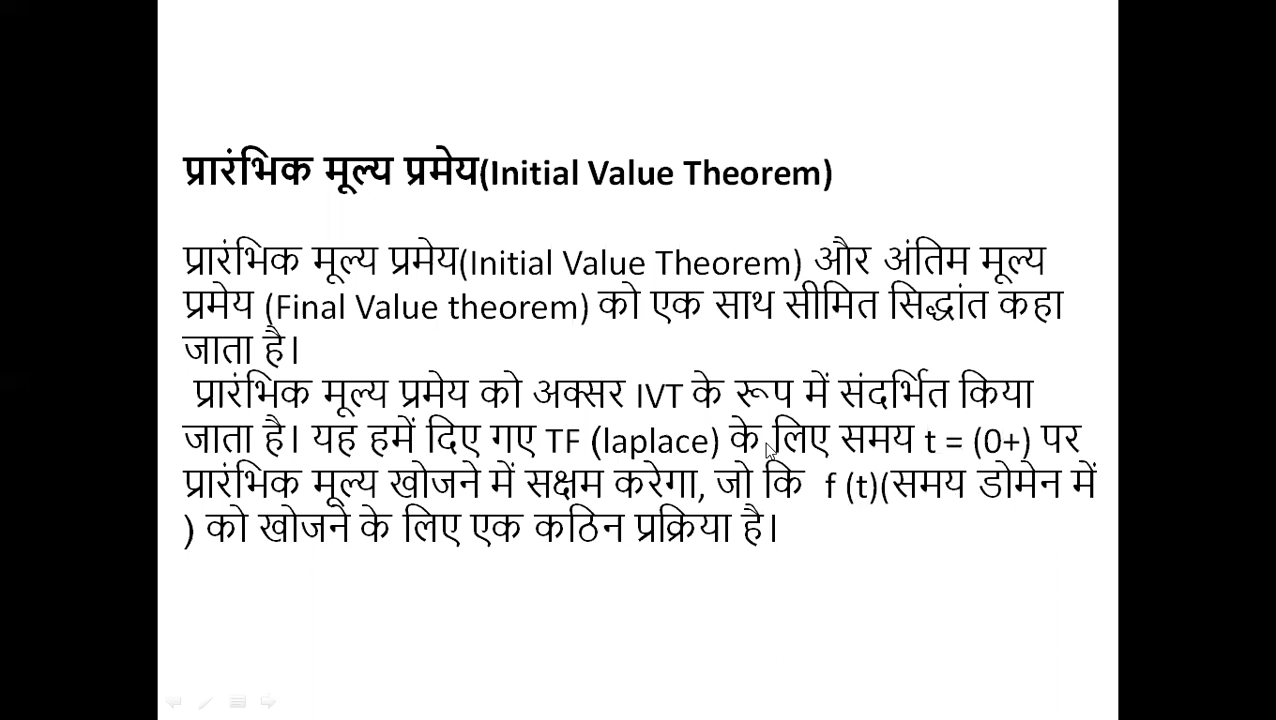 प्रारंभिक मूल्य प्रमेय(Initial Value Theorem)
प्रारंभिक मूल्य प्रमेय(Initial Value Theorem) और अंतिम मूल्य
प्रमेय (Final Value theorem) को एक साथ सीमित सिद्धांत कहा
जाता है।
प्रारंभिक मूल्य प्रमेय को अक्सर IVT के रूप में संदर्भित किया
जाता है। यह हमें दिए गए TF (laplace) के लिए समय t = (0+) पर
प्रारंभिक मूल्य खोजने में सक्षम करेगा, जो कि f (t)(समय डोमेन में
) को खोजने के लिए एक कठिन प्रक्रिया है।